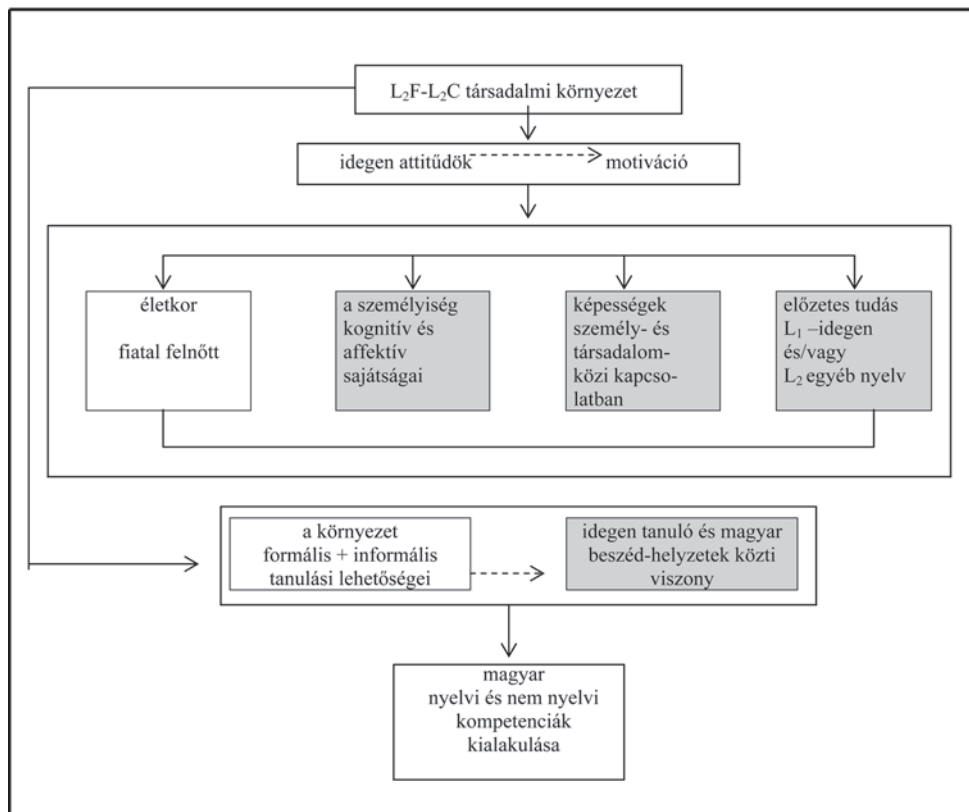 L₂F-L₂C társadalmi környezet
idegen attitűdök motiváció
életkor
fiatal felnőtt
a személyiség
kognitív és
affektív
sajátságai
képességek
személy- és
társadalom-
közi kapcso-
latban
előzetes tudás
L₁ –idegen
és/vagy
L₂ egyéb nyelv
a környezet
formális + informális
tanulási lehetőségei
idegen tanuló és magyar
beszéd-helyzetek közti
viszony
magyar
nyelvi és nem nyelvi
kompetenciák
kialakulása